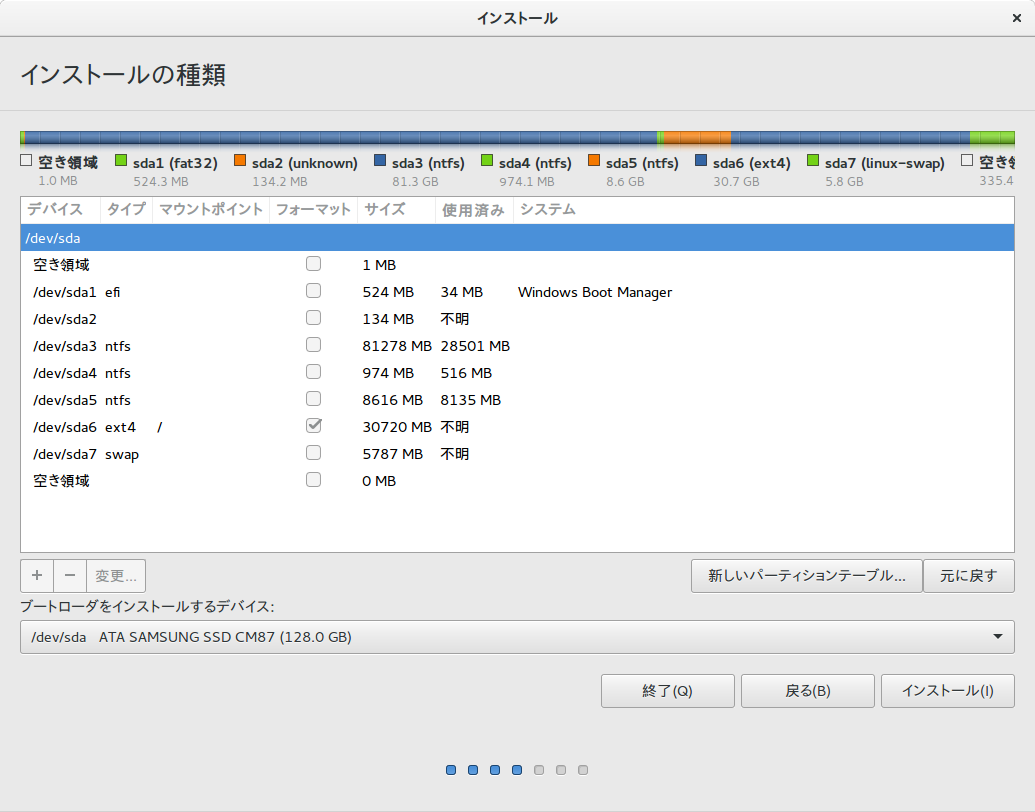 インストール
インストールの種類
空き領域 sda1 (fat32) sda2 (unknown) sda3 (ntfs) sda4 (ntfs) sda5 (ntfs) sda6 (ext4) sda7 (linux-swap) 空き
1.0 MB 524.3 MB 134.2 MB 81.3 GB 974.1 MB 8.6 GB 30.7 GB 5.8 GB 335.4
デバイス タイプ マウントポイント フォーマット サイズ 使用済み システム
/dev/sda
空き領域 1 MB
/dev/sda1 efi 524 MB 34 MB Windows Boot Manager
/dev/sda2 134 MB 不明
/dev/sda3 ntfs 81278 MB 28501 MB
/dev/sda4 ntfs 974 MB 516 MB
/dev/sda5 ntfs 8616 MB 8135 MB
/dev/sda6 ext4 / 30720 MB 不明
/dev/sda7 swap 5787 MB 不明
空き領域 0 MB
+ − 変更... 新しいパーティションテーブル... 元に戻す
ブートローダをインストールするデバイス:
/dev/sda ATA SAMSUNG SSD CM87 (128.0 GB)
終了(Q) 戻る(B) インストール(I)